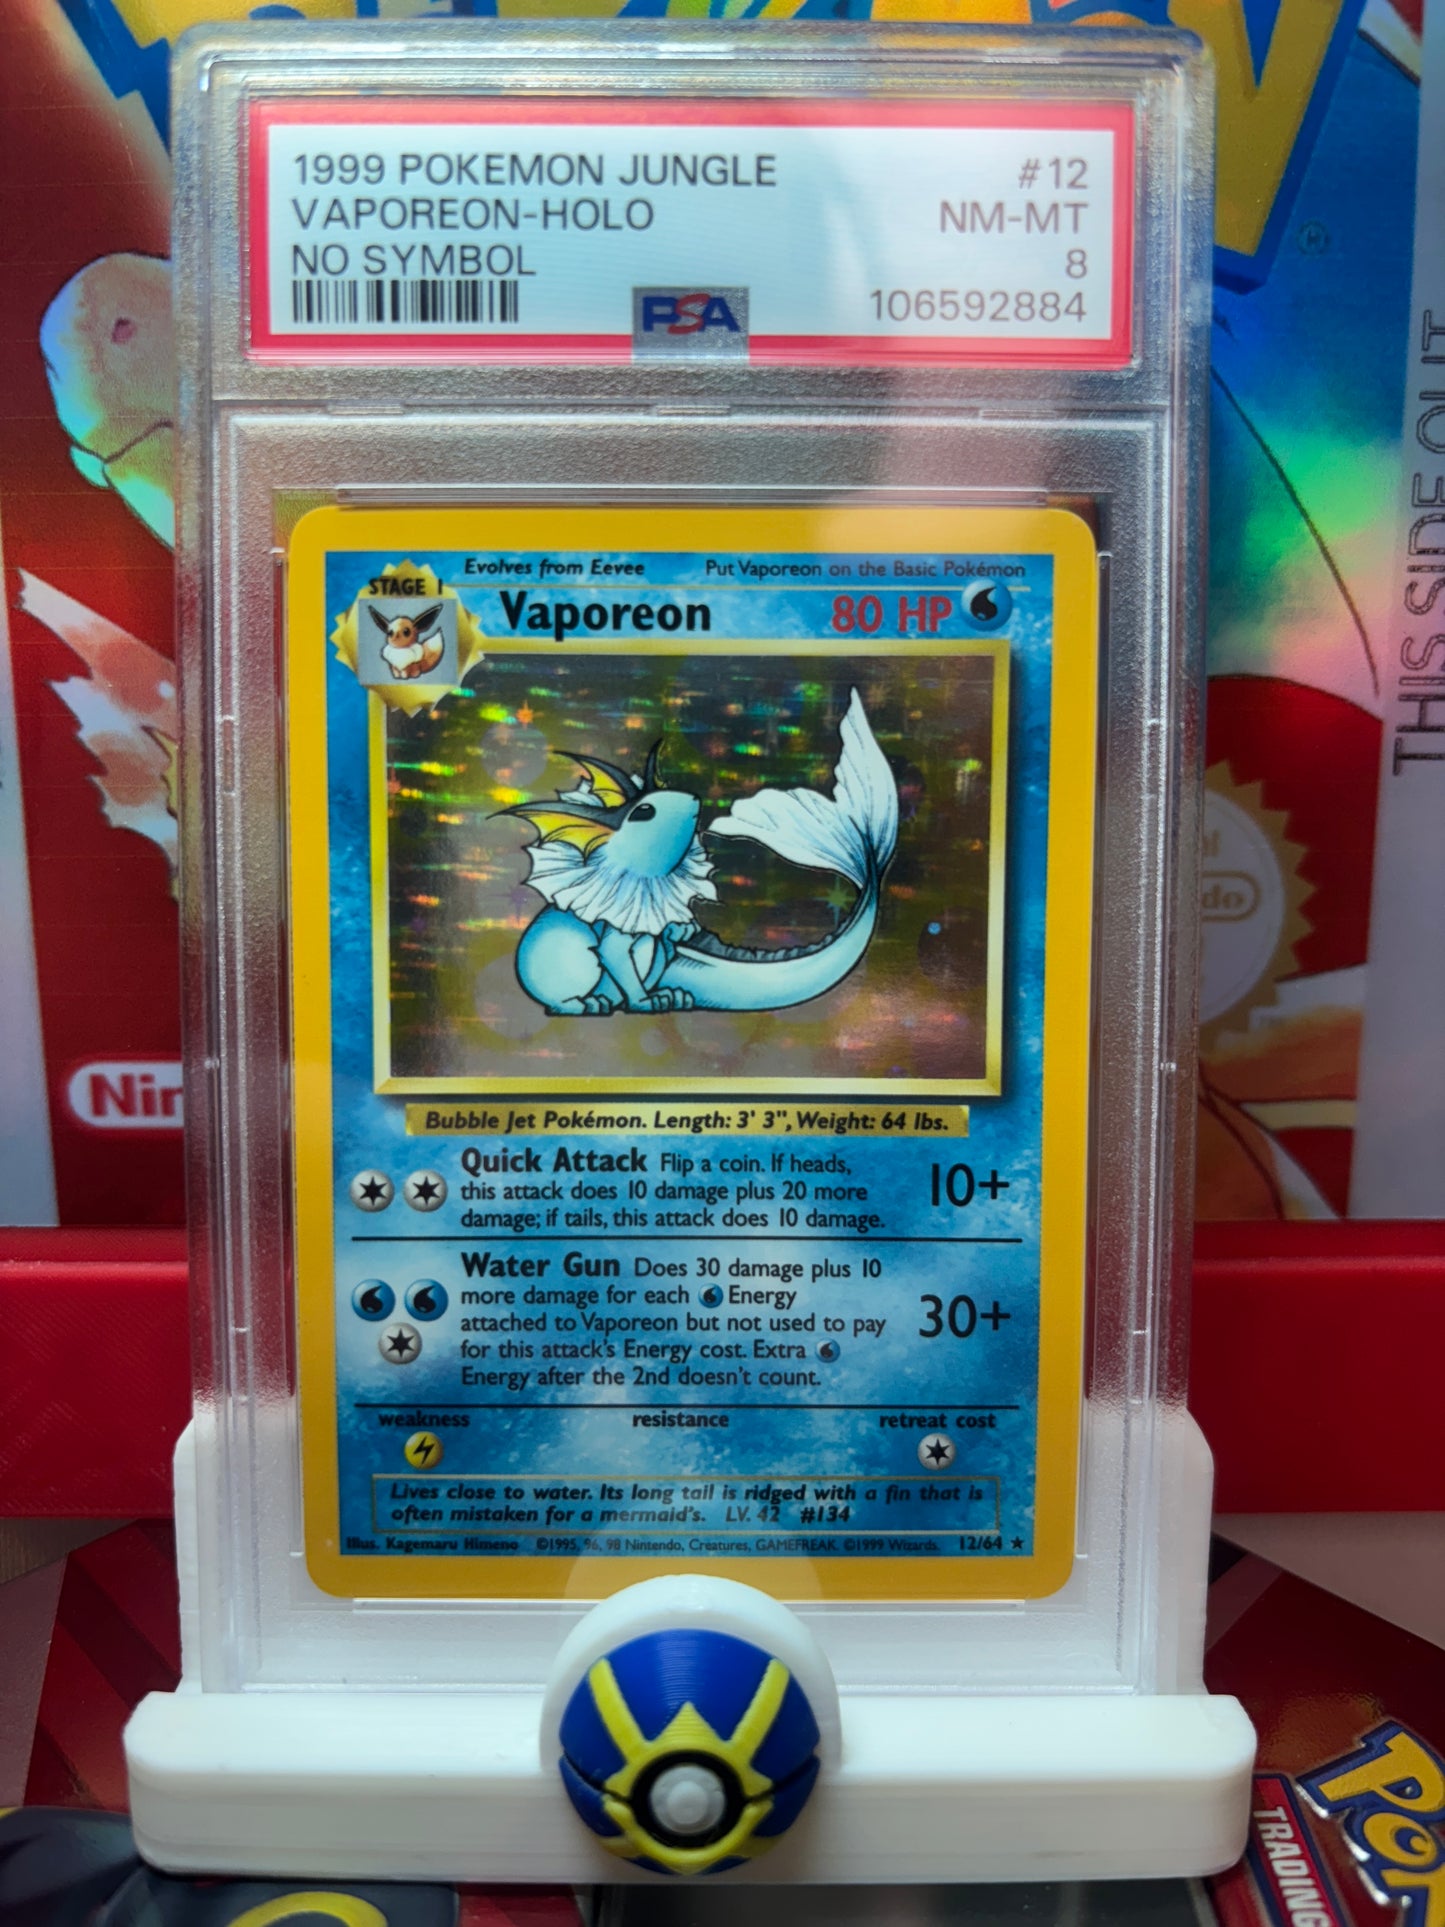 1999 POKEMON JUNGLE #12
VAPOREON-HOLO NM-MT
NO SYMBOL 8
PSA 106592884
THIS SIDE OUT
Nin
STAGE 1
Evolves from Eevee Put Vaporeon on the Basic Pokémon
Vaporeon 80 HP
Bubble Jet Pokémon. Length: 3' 3", Weight: 64 lbs.
Quick Attack Flip a coin. If heads,
this attack does 10 damage plus 20 more
damage; if tails, this attack does 10 damage.
10+
Water Gun Does 30 damage plus 10
more damage for each Energy
attached to Vaporeon but not used to pay
for this attack's Energy cost. Extra
Energy after the 2nd doesn't count.
30+
weakness resistance retreat cost
Lives close to water. Its long tail is ridged with a fin that is
often mistaken for a mermaid's. LV. 42 #134
Illus. Kagemaru Himeno ©1995, 96, 98 Nintendo, Creatures, GAMEFREAK. ©1999 Wizards. 12/64 ★
TRADING